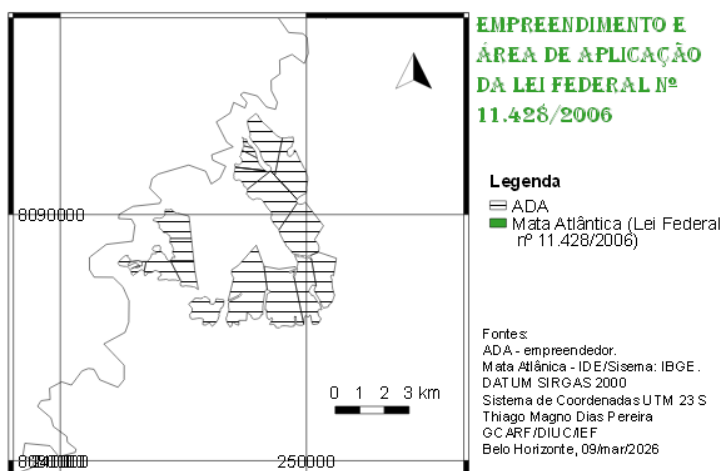 EMPREENDIMENTO E
ÁREA DE APLICAÇÃO
DA LEI FEDERAL Nº
11.428/2006
Legenda
ADA
Mata Atlântica (Lei Federal
nº 11.428/2006)
8090000
0 1 2 3 km
250000
Fontes:
ADA - empreendedor.
Mata Atlânica - IDE/Sisema: IBGE.
DATUM SIRGAS 2000
Sistema de Coordenadas UTM 23 S
Thiago Magno Dias Pereira
GCARF/DIUC/IEF
Belo Horizonte, 09/mar/2026